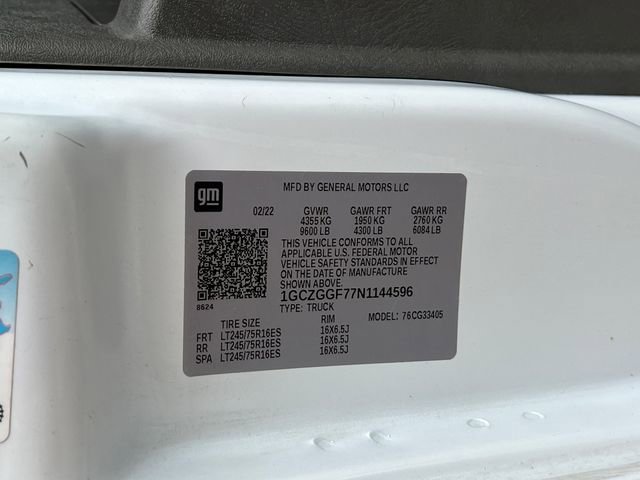 gm
MFD BY GENERAL MOTORS LLC
02/22 GVWR GAWR FRT GAWR RR
4355 KG 1950 KG 2760 KG
9600 LB 4300 LB 6084 LB
THIS VEHICLE CONFORMS TO ALL
APPLICABLE U.S. FEDERAL MOTOR
VEHICLE SAFETY STANDARDS IN EFFECT
ON THE DATE OF MANUFACTURE
SHOWN ABOVE.
8624
1GCZGGF77N1144596
TYPE: TRUCK MODEL: 76CG33405
TIRE SIZE RIM
FRT LT245/75R16ES 16X6.5J
RR LT245/75R16ES 16X6.5J
SPA LT245/75R16ES 16X6.5J